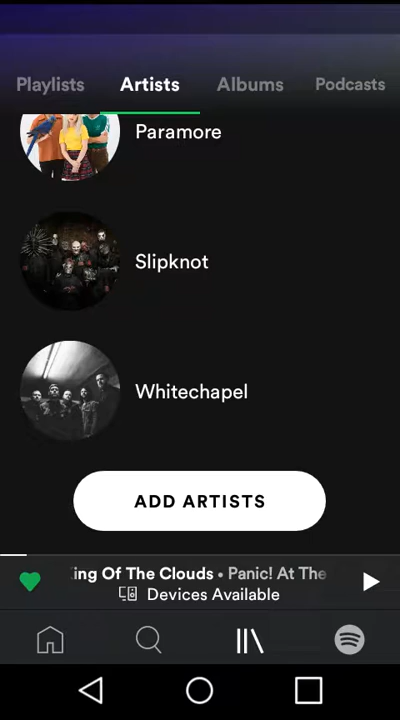 Playlists Artists Albums Podcasts
Paramore
Slipknot
Whitechapel
ADD ARTISTS
ing Of The Clouds • Panic! At The
Devices Available